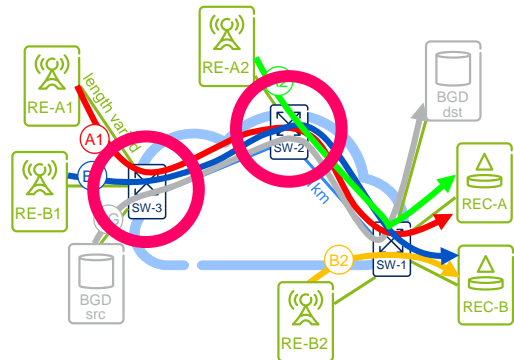 RE-A1
RE-A2
length varied
A2
BGD
dst
A1
SW-2
RE-B1
SW-3
km
REC-A
B2
SW-1
BGD
src
RE-B2
REC-B